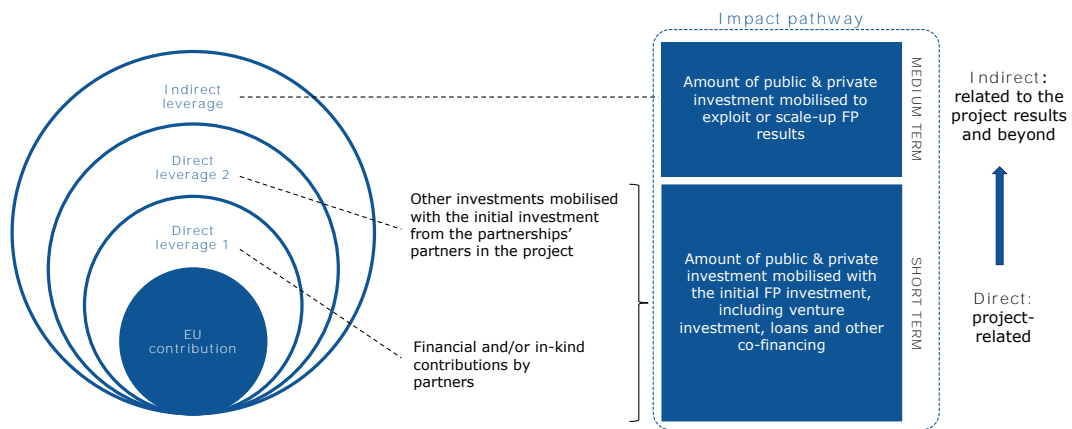 Impact pathway
Indirect
leverage
Direct
leverage 2
Direct
leverage 1
EU
contribution
Other investments mobilised
with the initial investment
from the partnerships’
partners in the project
Financial and/or in-kind
contributions by
partners
Amount of public & private
investment mobilised to
exploit or scale-up FP
results
MEDIUM TERM
Amount of public & private
investment mobilised with
the initial FP investment,
including venture
investment, loans and other
co-financing
SHORT TERM
Indirect:
related to the
project results
and beyond
Direct:
project-
related